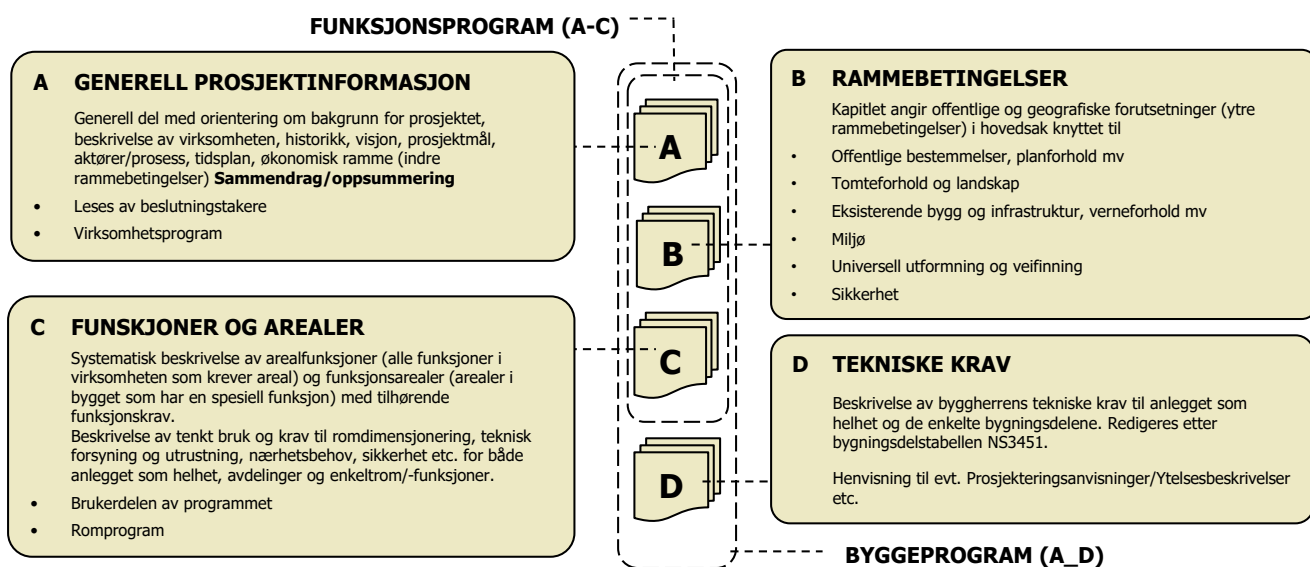 FUNKSJONSPROGRAM (A-C)
A GENERELL PROSJEKTINFORMASJON
Generell del med orientering om bakgrunn for prosjektet,
beskrivelse av virksomheten, historikk, visjon, prosjektmål,
aktører/prosess, tidsplan, økonomisk ramme (indre
rammebetingelser) Sammendrag/oppsummering
• Leses av beslutningstakere
• Virksomhetsprogram
B RAMMEBETINGELSER
Kapitlet angir offentlige og geografiske forutsetninger (ytre
rammebetingelser) i hovedsak knyttet til
• Offentlige bestemmelser, planforhold mv
• Tomteforhold og landskap
• Eksisterende bygg og infrastruktur, verneforhold mv
• Miljø
• Universell utformning og veifinning
• Sikkerhet
A
B
C
D
C FUNSKJONER OG AREALER
Systematisk beskrivelse av arealfunksjoner (alle funksjoner i
virksomheten som krever areal) og funksjonsarealer (arealer i
bygget som har en spesiell funksjon) med tilhørende
funksjonskrav.
Beskrivelse av tenkt bruk og krav til romdimensjonering, teknisk
forsyning og utrustning, nærhetsbehov, sikkerhet etc. for både
anlegget som helhet, avdelinger og enkeltrom/-funksjoner.
• Brukerdelen av programmet
• Romprogram
D TEKNISKE KRAV
Beskrivelse av byggherrens tekniske krav til anlegget som
helhet og de enkelte bygningsdelene. Redigeres etter
bygningsdelstabellen NS3451.
Henvisning til evt. Prosjekteringsanvisninger/Ytelsesbeskrivelser
etc.
BYGGEPROGRAM (A_D)